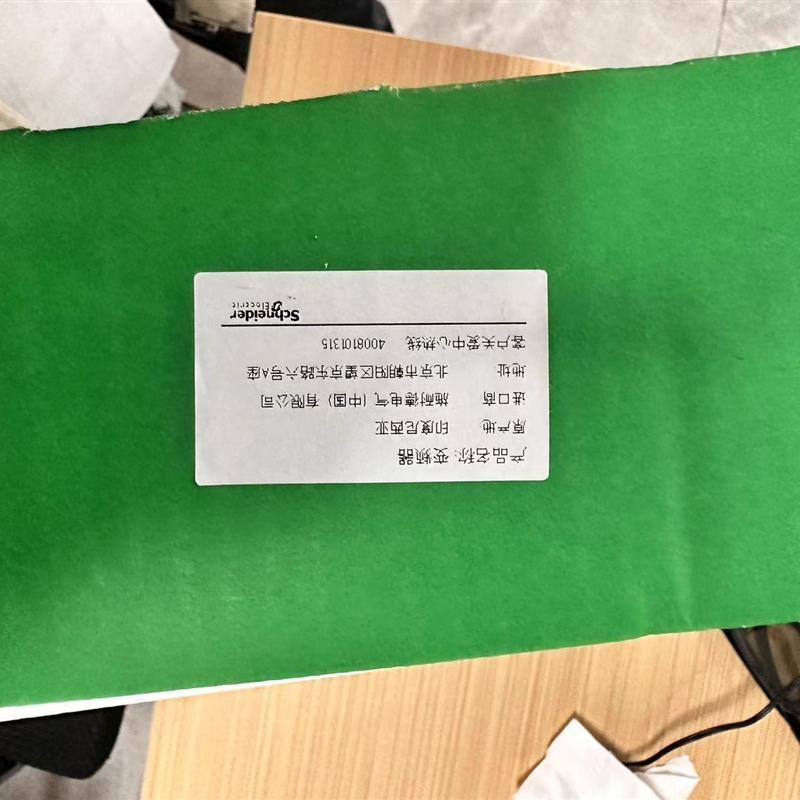 产品名称: 变频器
原产地 印度尼西亚
进口商 施耐德电气（中国）有限公司
地址 北京市朝阳区望京东路六号A座
客户关爱中心热线 4008101315
Schneider
Electric